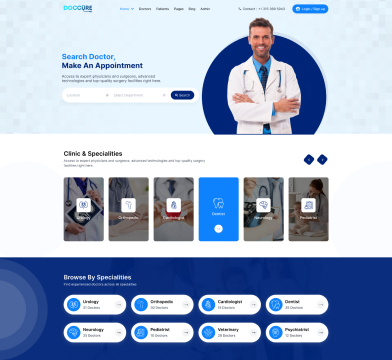 DOCCURE
Home Doctors Patients Pages Blog Admin
Contact : +1 315 369 5943
Login / Sign up
Search Doctor,
Make An Appointment
Access to expert physicians and surgeons, advanced
technologies and top-quality surgery facilities right here.
Location Select Department Search
Clinic & Specialities
Access to expert physicians and surgeons, advanced technologies and top-quality surgery
facilities right here.
Urology Orthopedic Cardiologist Dentist Neurology Pediatrist
Browse By Specialities
Find experienced doctors across all specialties
Urology
21 Doctors
Orthopedic
30 Doctors
Cardiologist
15 Doctors
Dentist
35 Doctors
Neurology
25 Doctors
Pediatrist
10 Doctors
Veterinary
20 Doctors
Psychiatrist
12 Doctors